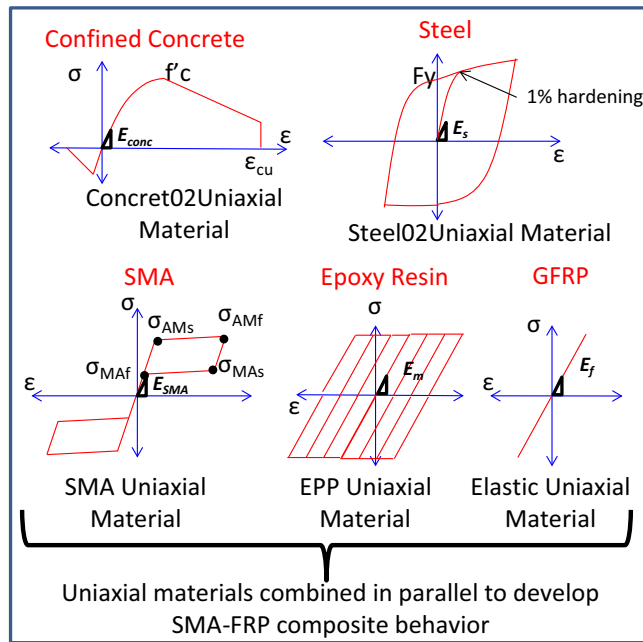 Confined Concrete
σ
f'c
E_conc
ε
ε_cu
Concret02Uniaxial
Material
Steel
Fy
1% hardening
E_s
ε
Steel02Uniaxial Material
SMA
σ
σ_AMs
σ_AMf
σ_MAf
σ_MAs
ε
E_SMA
SMA Uniaxial
Material
Epoxy Resin
σ
E_m
ε
EPP Uniaxial
Material
GFRP
σ
E_f
ε
Elastic Uniaxial
Material
Uniaxial materials combined in parallel to develop
SMA-FRP composite behavior